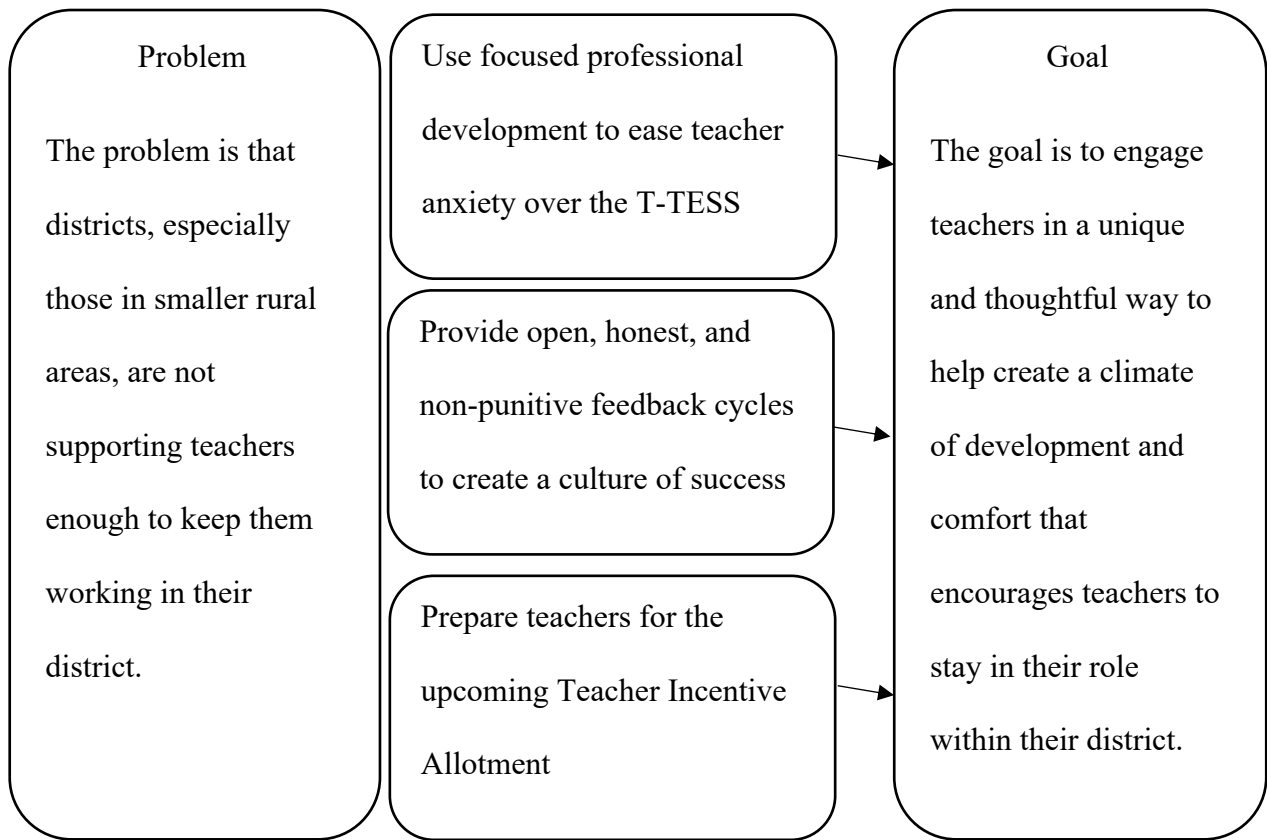 Problem
The problem is that
districts, especially
those in smaller rural
areas, are not
supporting teachers
enough to keep them
working in their
district.
Use focused professional
development to ease teacher
anxiety over the T-TESS
Provide open, honest, and
non-punitive feedback cycles
to create a culture of success
Prepare teachers for the
upcoming Teacher Incentive
Allotment
Goal
The goal is to engage
teachers in a unique
and thoughtful way to
help create a climate
of development and
comfort that
encourages teachers to
stay in their role
within their district.